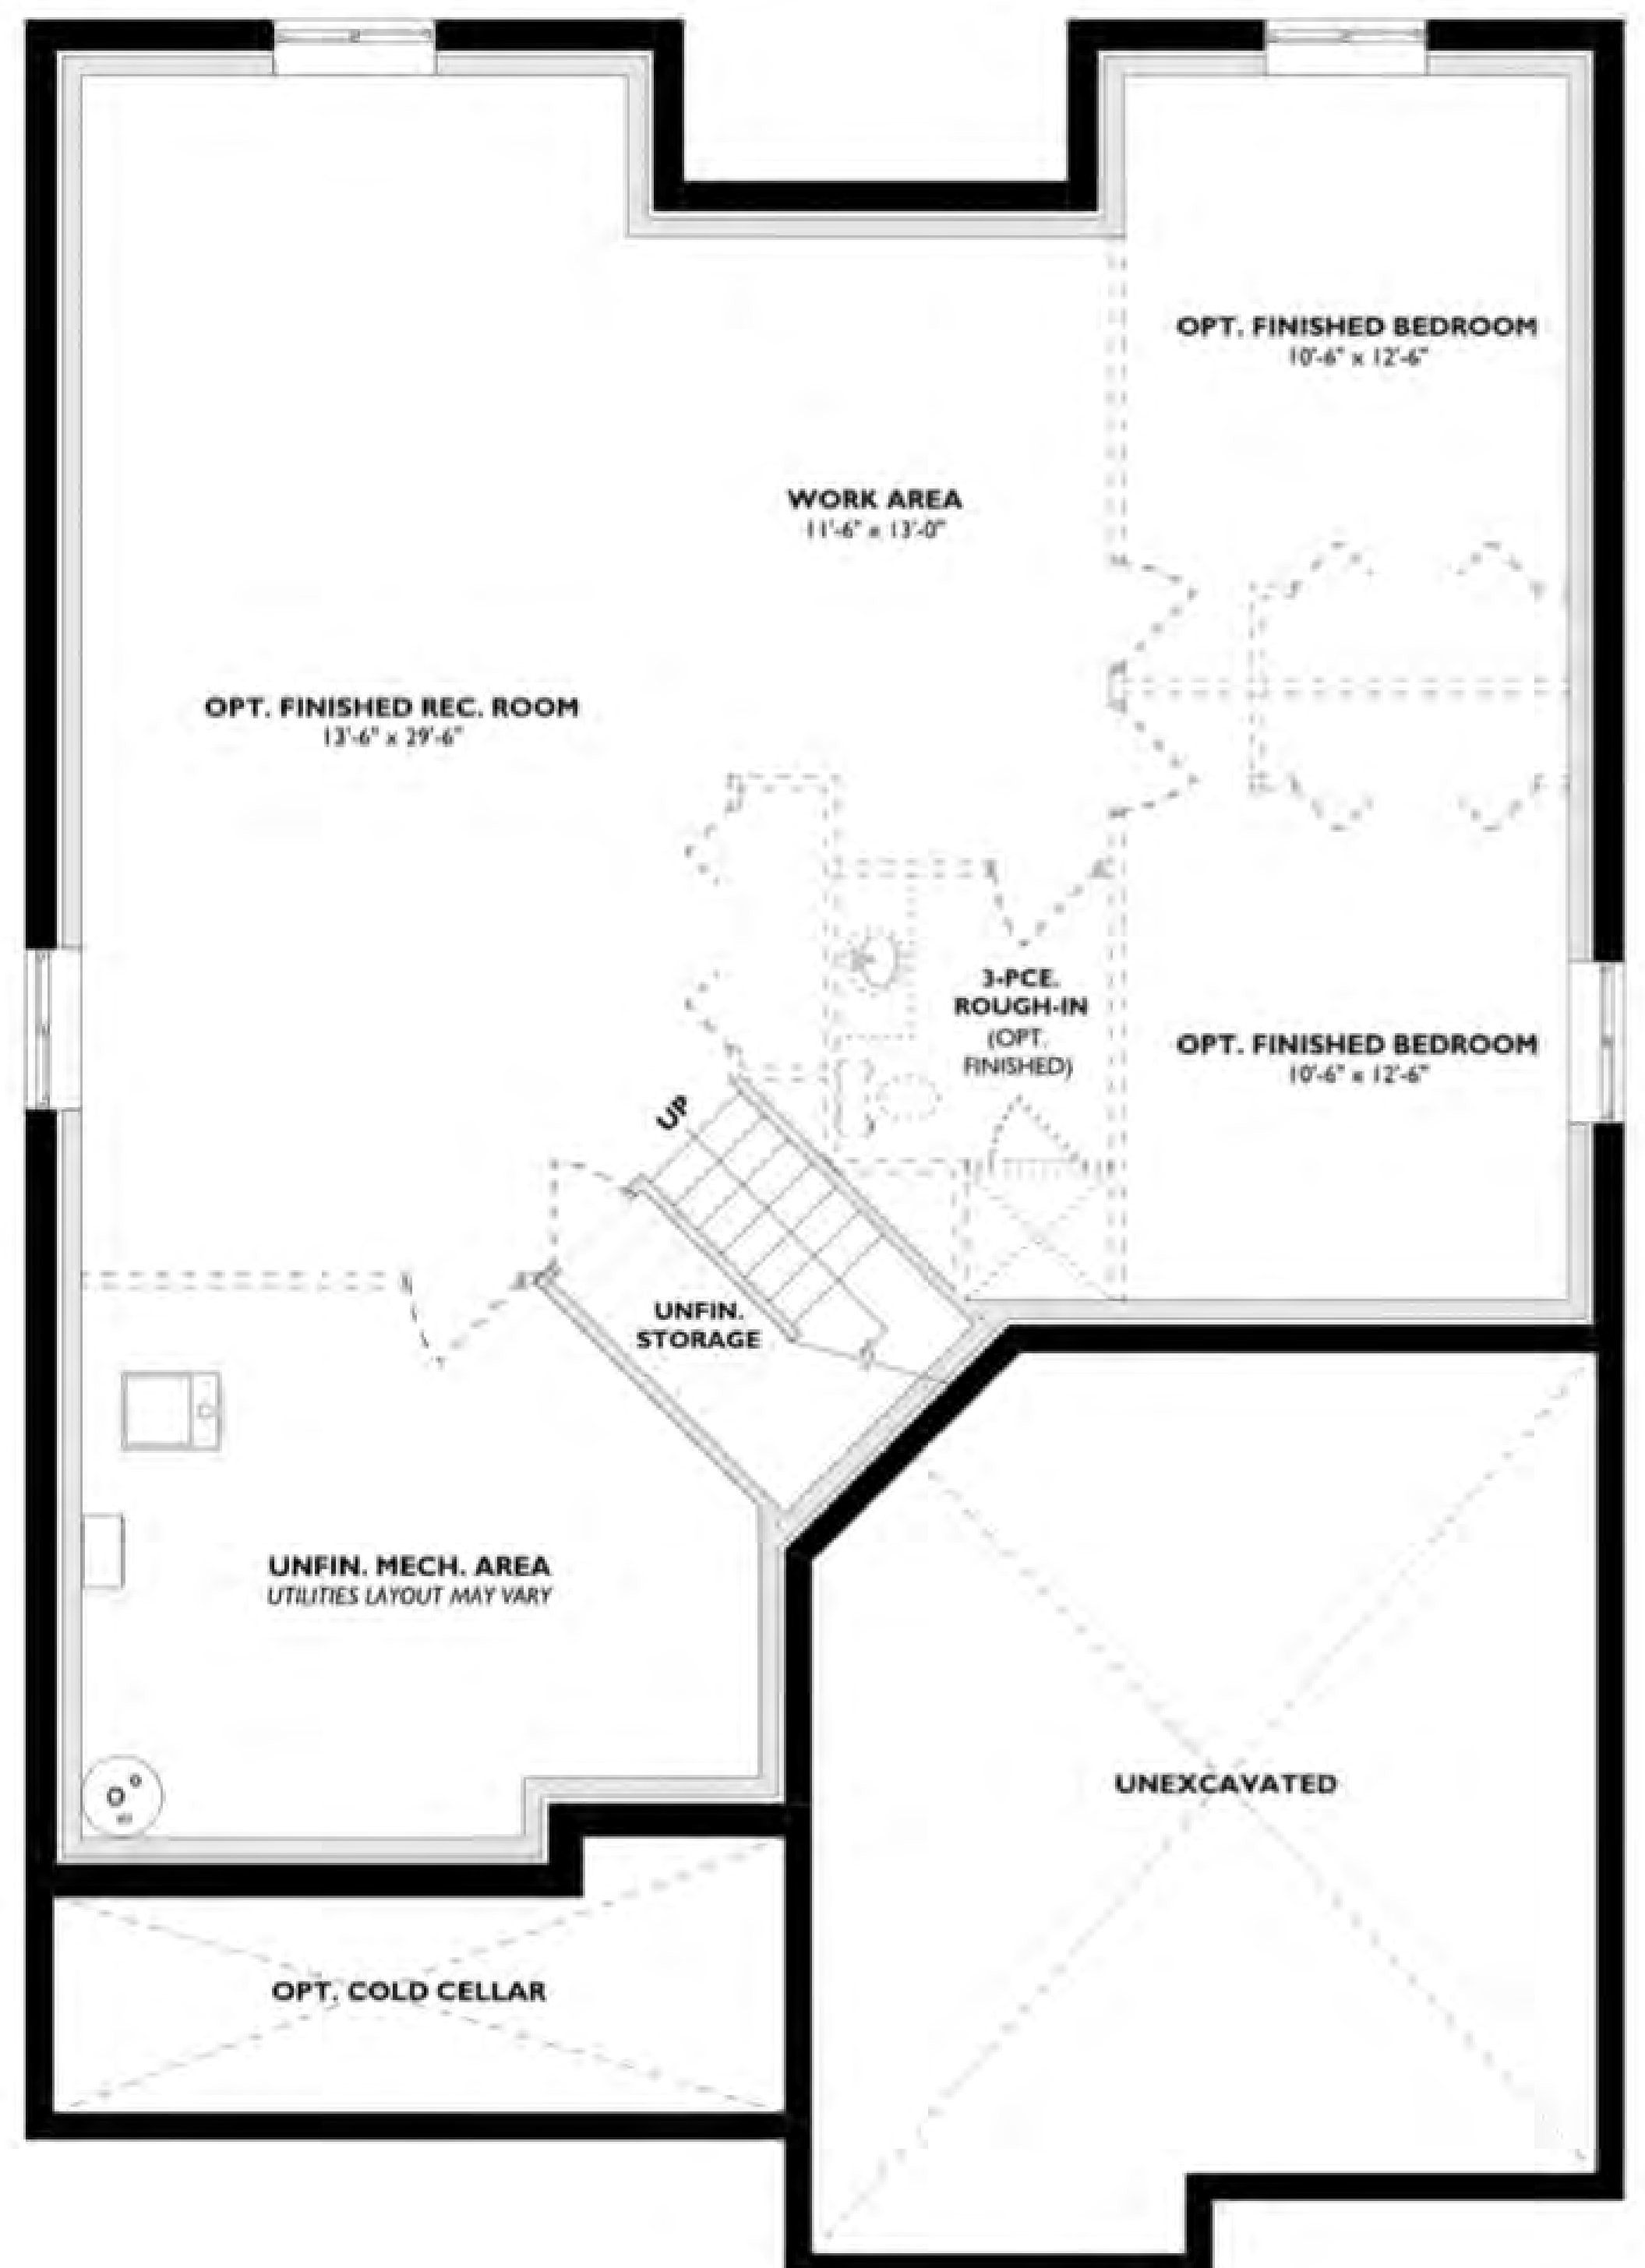 OPT. FINISHED BEDROOM
10'-6" x 12'-6"
WORK AREA
11'-6" x 13'-0"
OPT. FINISHED REC. ROOM
13'-6" x 29'-6"
3-PCE.
ROUGH-IN
(OPT.
FINISHED)
OPT. FINISHED BEDROOM
10'-6" x 12'-6"
UP
UNFIN.
STORAGE
UNFIN. MECH. AREA
UTILITIES LAYOUT MAY VARY
UNEXCAVATED
OPT. COLD CELLAR